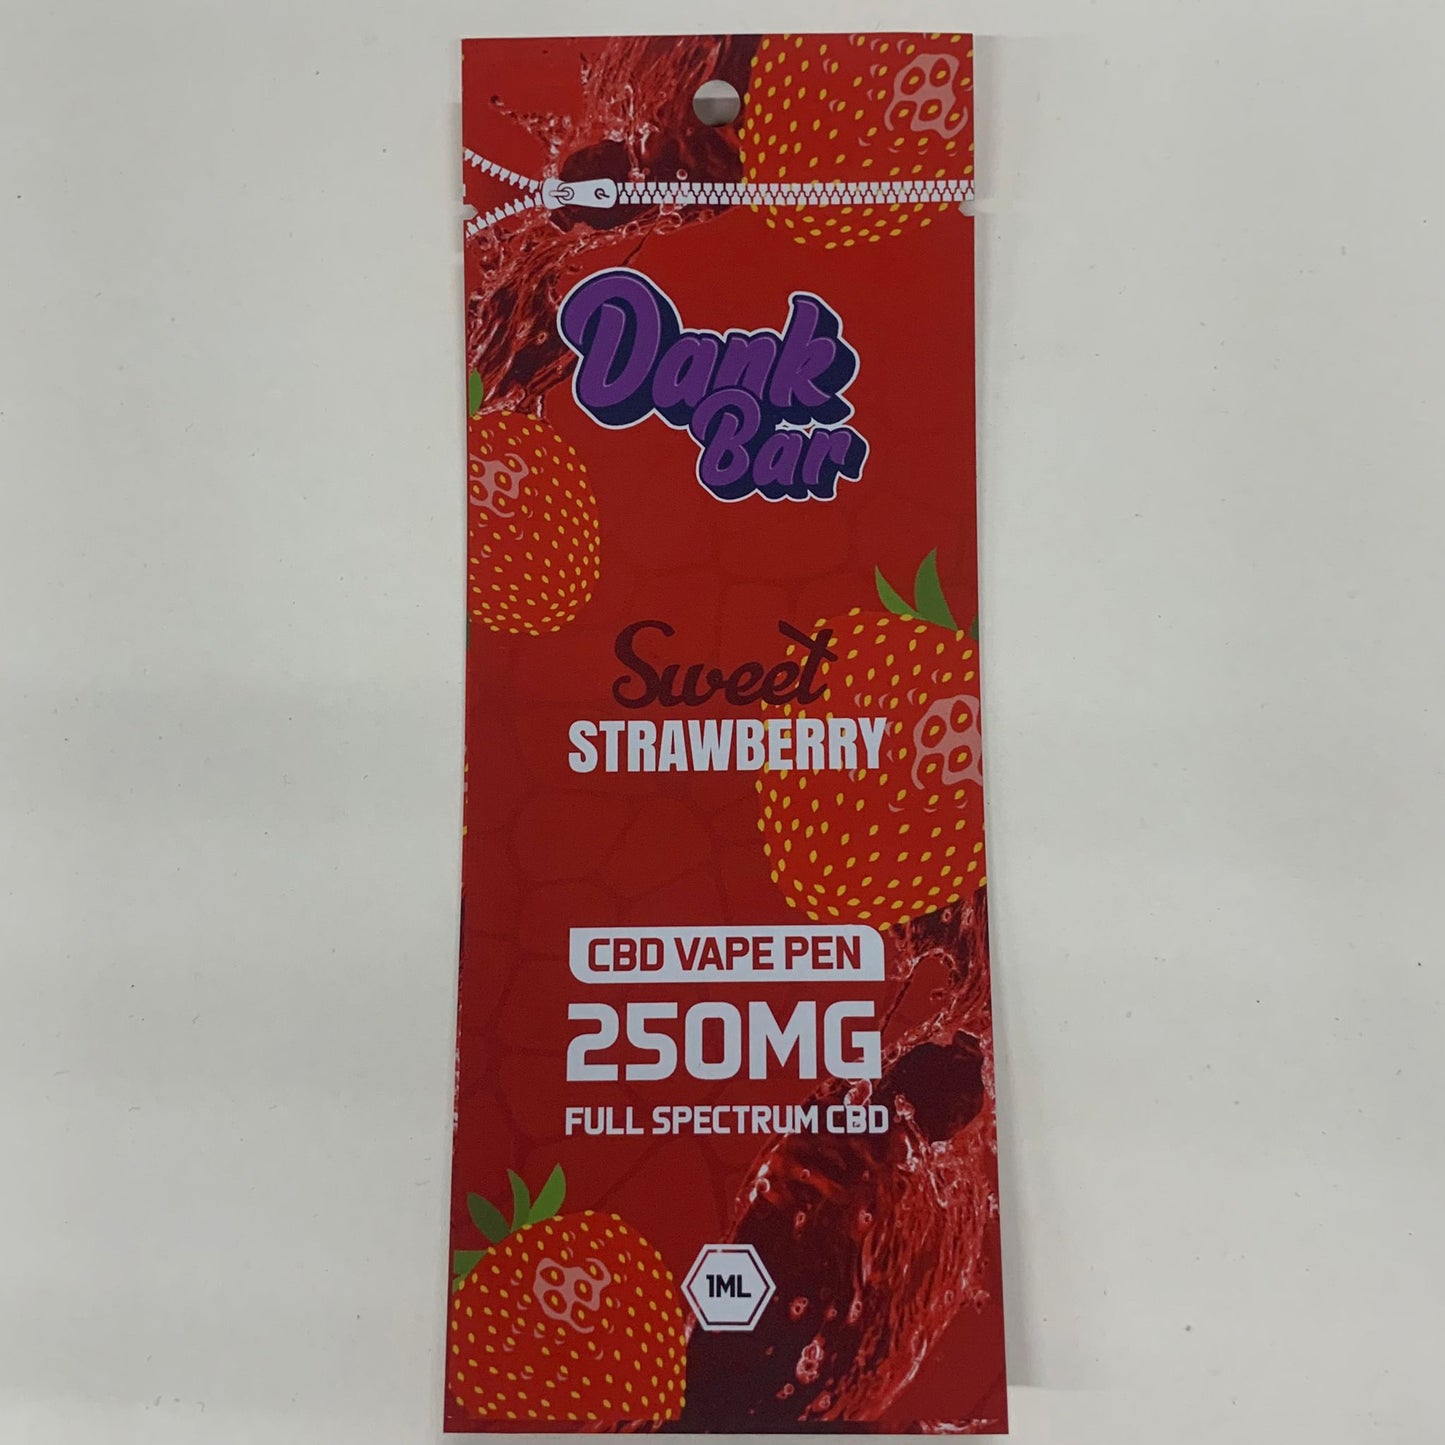 Dank
Bar
Sweet
STRAWBERRY
CBD VAPE PEN
250MG
FULL SPECTRUM CBD
1ML